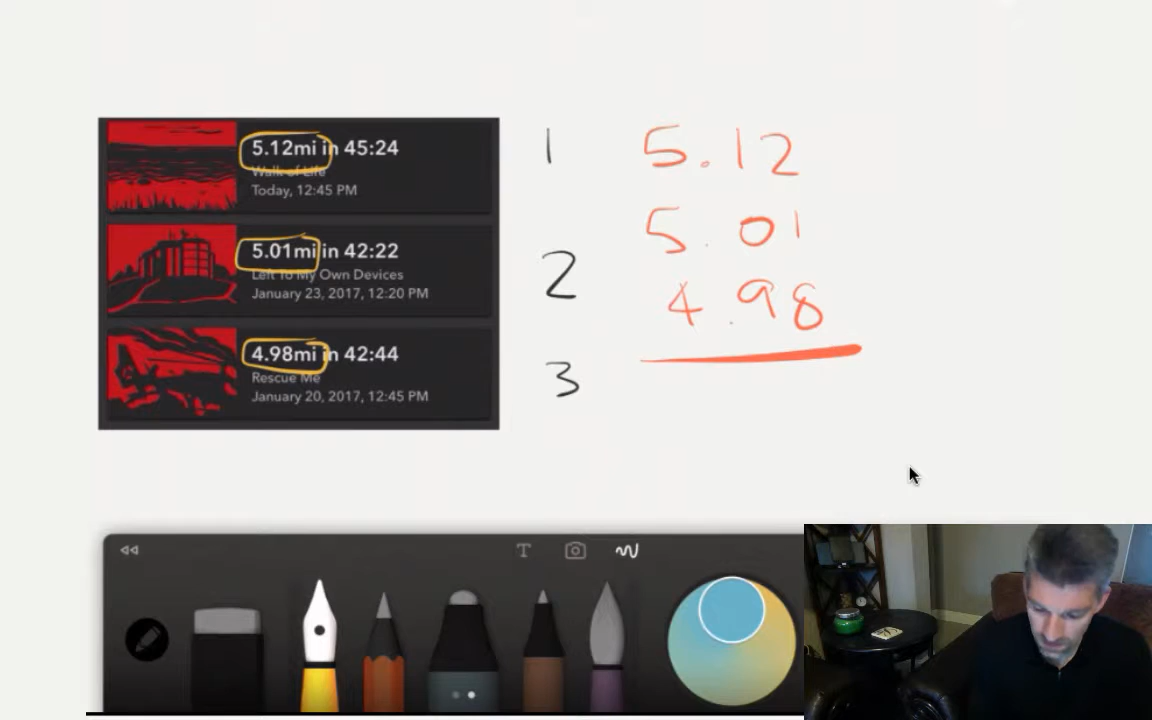 5.12mi in 45:24
Walk of Life
Today, 12:45 PM
5.01mi in 42:22
Left To My Own Devices
January 23, 2017, 12:20 PM
4.98mi in 42:44
Rescue Me
January 20, 2017, 12:45 PM
1
2
3
5.12
5.01
4.98
T